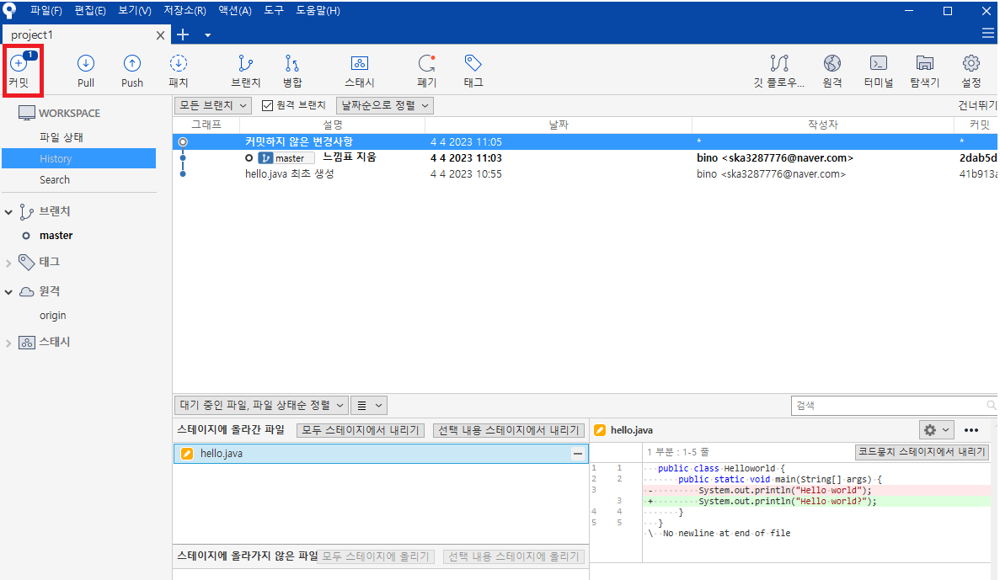 파일(F) 편집(E) 보기(V) 저장소(R) 액션(A) 도구 도움말(H)
project1
1
커밋 Pull Push 패치 브랜치 병합 스태시 폐기 태그 깃 플로우... 원격 터미널 탐색기 설정
WORKSPACE
파일 상태
History
Search
브랜치
master
태그
원격
origin
스태시
모든 브랜치 원격 브랜치 날짜순으로 정렬 건너뛰기
그래프 설명 날짜 작성자 커밋
커밋하지 않은 변경사항 4 4 2023 11:05 * *
master 느낌표 지움 4 4 2023 11:03 bino <ska3287776@naver.com> 2dab5d
hello.java 최초 생성 4 4 2023 10:55 bino <ska3287776@naver.com> 41b913a
대기 중인 파일, 파일 상태순 정렬 검색
스테이지에 올라간 파일 모두 스테이지에서 내리기 선택 내용 스테이지에서 내리기
hello.java
스테이지에 올라가지 않은 파일 모두 스테이지에 올리기 선택 내용 스테이지에 올리기
hello.java
1 부분 : 1-5 줄 코드뭉치 스테이지에서 내리기
1 1 public class Helloworld {
2 2 public static void main(String[] args) {
3 - System.out.println("Hello world");
3 + System.out.println("Hello world?");
4 4 }
5 5 }
\ No newline at end of file